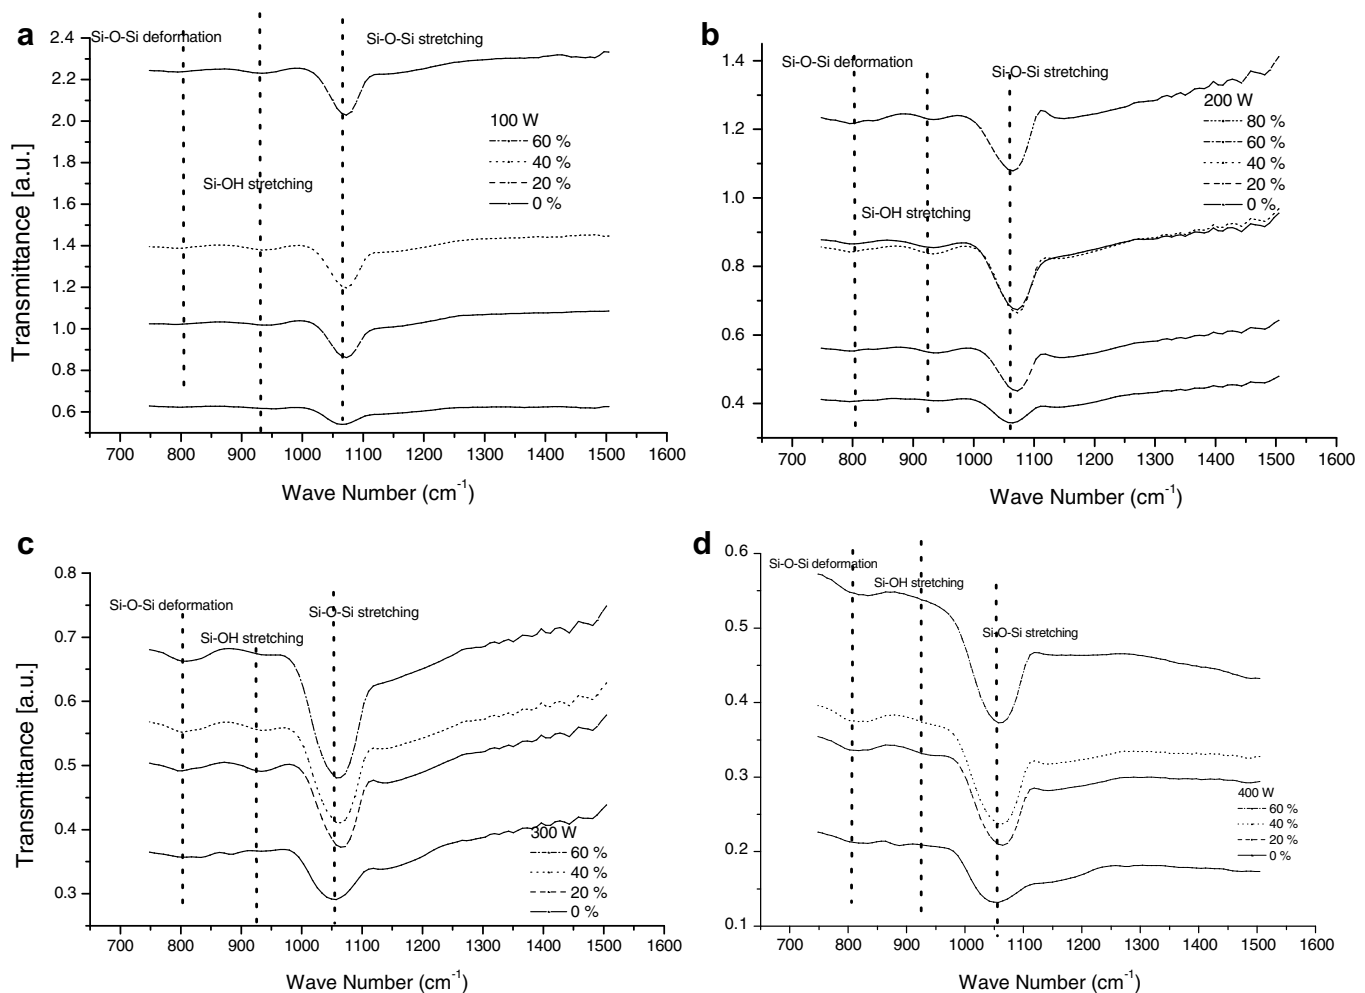 a
Si-O-Si deformation
Si-O-Si stretching
Si-OH stretching
100 W
60 %
40 %
20 %
0 %
2.4
2.2
2.0
1.8
1.6
1.4
1.2
1.0
0.8
0.6
Transmittance [a.u.]
700 800 900 1000 1100 1200 1300 1400 1500 1600
Wave Number (cm⁻¹)
b
Si-O-Si deformation
Si-O-Si stretching
Si-OH stretching
200 W
80 %
60 %
40 %
20 %
0 %
1.4
1.2
1.0
0.8
0.6
0.4
700 800 900 1000 1100 1200 1300 1400 1500 1600
Wave Number (cm⁻¹)
c
Si-O-Si deformation
Si-OH stretching
Si-O-Si stretching
300 W
60 %
40 %
20 %
0 %
0.8
0.7
0.6
0.5
0.4
0.3
Transmittance [a.u.]
700 800 900 1000 1100 1200 1300 1400 1500 1600
Wave Number (cm⁻¹)
d
Si-O-Si deformation
Si-OH stretching
Si-O-Si stretching
400 W
60 %
40 %
20 %
0 %
0.6
0.5
0.4
0.3
0.2
0.1
700 800 900 1000 1100 1200 1300 1400 1500 1600
Wave Number (cm⁻¹)